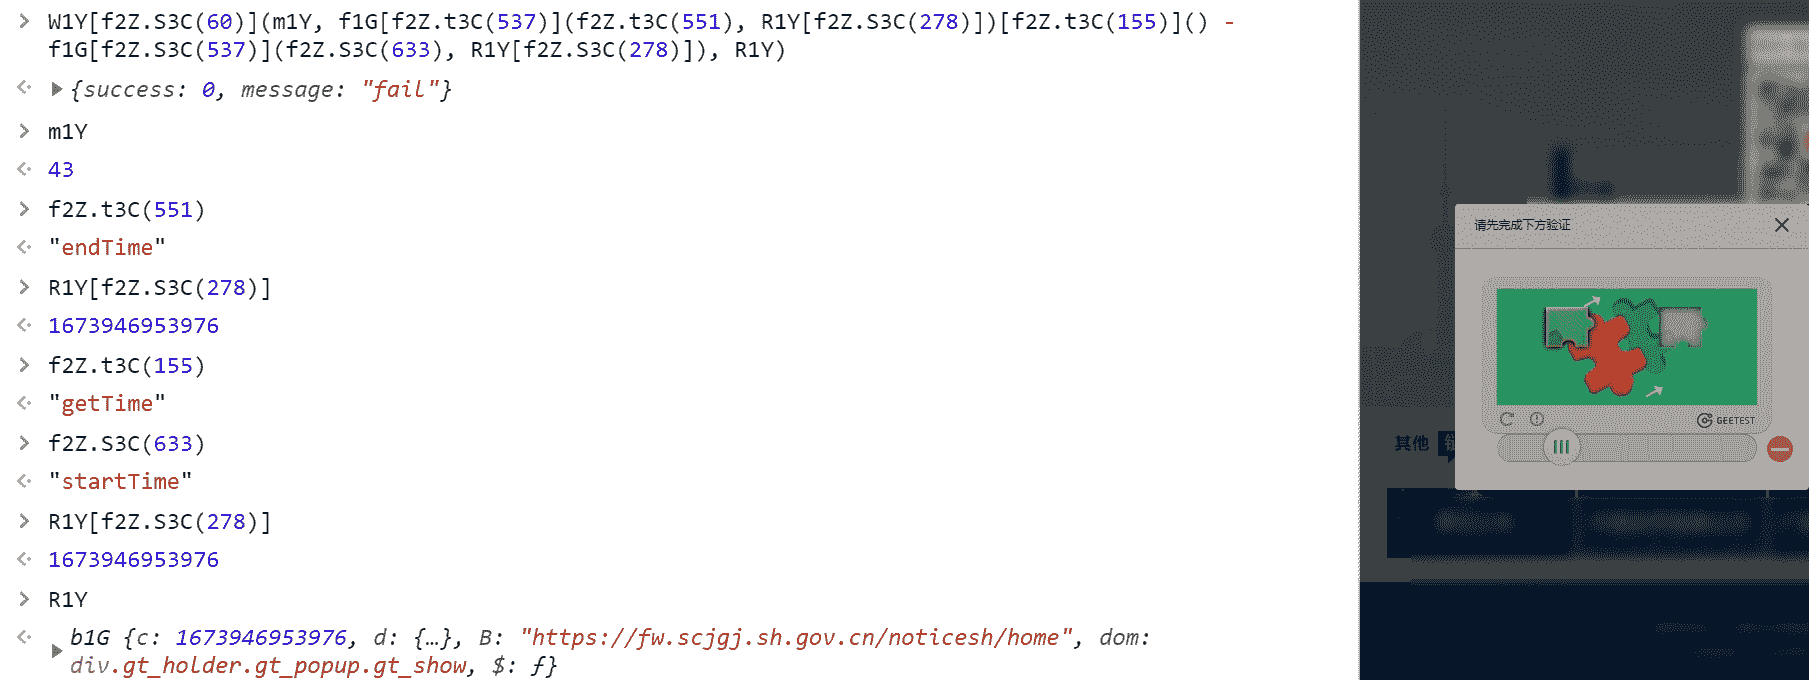 W1Y[f2Z.S3C(60)](m1Y, f1G[f2Z.t3C(537)](f2Z.t3C(551), R1Y[f2Z.S3C(278)])[f2Z.t3C(155)]() -
f1G[f2Z.S3C(537)](f2Z.S3C(633), R1Y[f2Z.S3C(278)]), R1Y)
{success: 0, message: "fail"}
m1Y
43
f2Z.t3C(551)
"endTime"
R1Y[f2Z.S3C(278)]
1673946953976
f2Z.t3C(155)
"getTime"
f2Z.S3C(633)
"startTime"
R1Y[f2Z.S3C(278)]
1673946953976
R1Y
b1G {c: 1673946953976, d: {…}, B: "https://fw.scjgj.sh.gov.cn/noticesh/home", dom:
div.gt_holder.gt_popup.gt_show, $: ƒ}
请先完成下方验证
GEETEST
其他